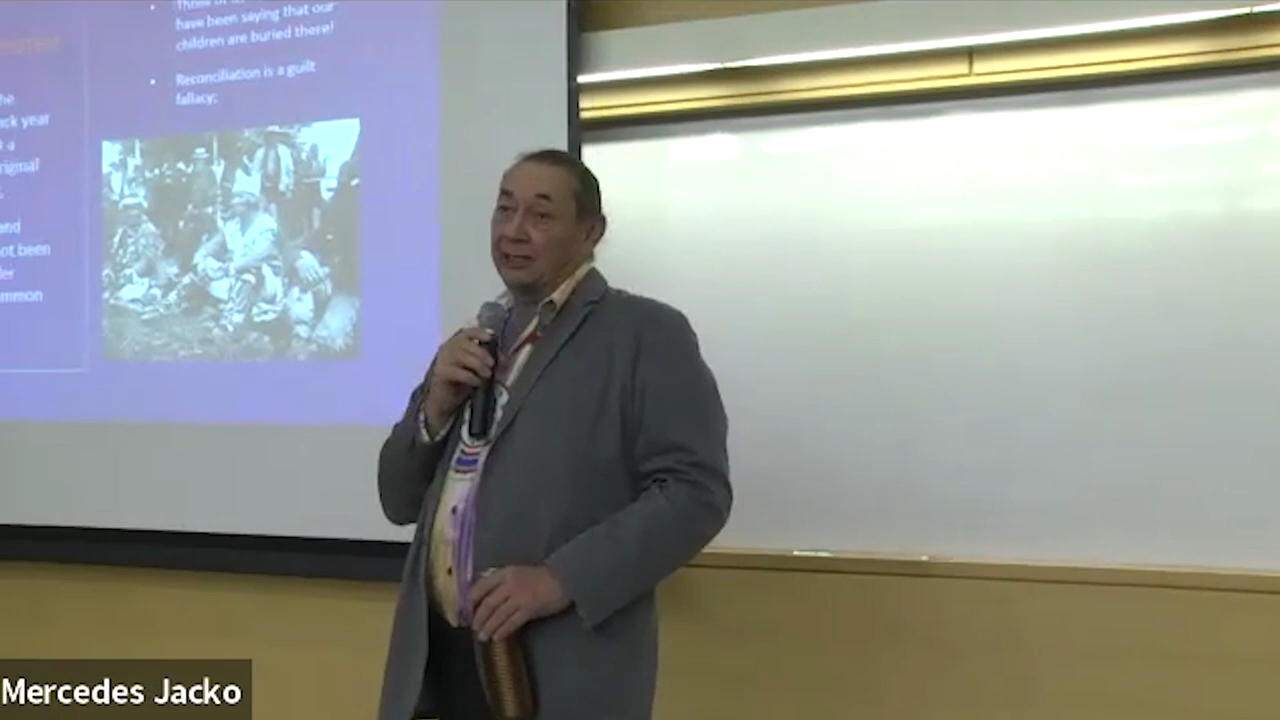 he
ck year
a
riginal
and
ot been
er
mmon
have been saying that our
children are buried there!
Reconciliation is a guilt
fallacy:
Mercedes Jacko